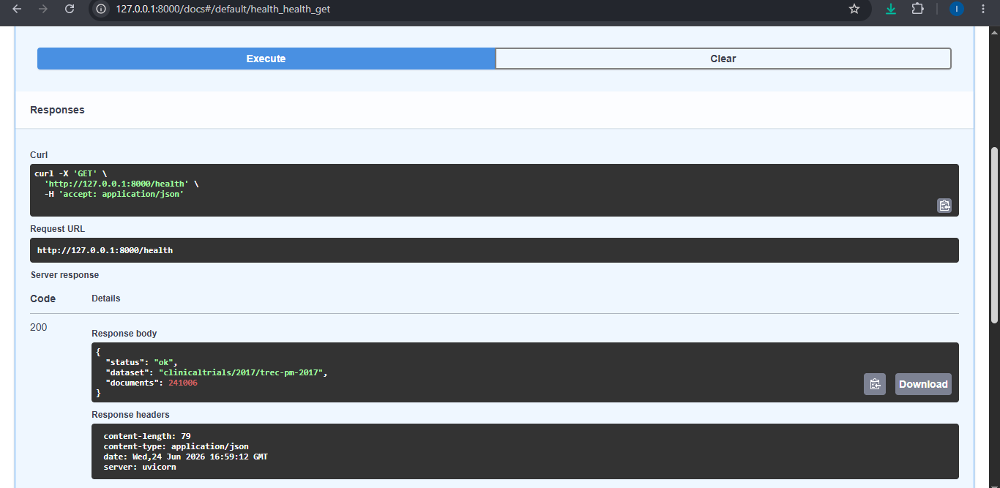 127.0.0.1:8000/docs#/default/health_health_get
I
Execute
Clear
Responses
Curl
curl -X 'GET' \
  'http://127.0.0.1:8000/health' \
  -H 'accept: application/json'
Request URL
http://127.0.0.1:8000/health
Server response
Code Details
200
Response body
{
  "status": "ok",
  "dataset": "clinicaltrials/2017/trec-pm-2017",
  "documents": 241006
}
Download
Response headers
content-length: 79
content-type: application/json
date: Wed,24 Jun 2026 16:59:12 GMT
server: uvicorn